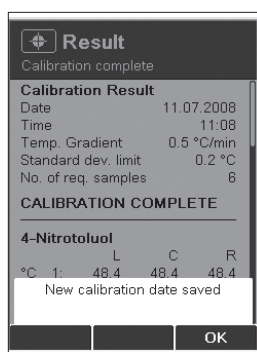 Result
Calibration complete
Calibration Result
Date 11.07.2008
Time 11:08
Temp. Gradient 0.5 °C/min
Standard dev. limit 0.2 °C
No. of req. samples 6
CALIBRATION COMPLETE
4-Nitrotoluol
L C R
°C 1: 48.4 48.4 48.4
New calibration date saved
OK